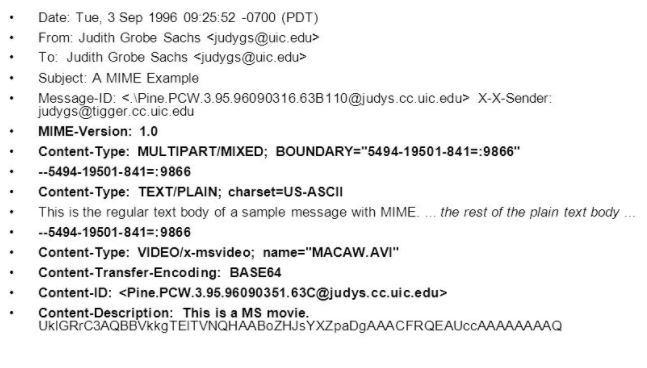 • Date: Tue, 3 Sep 1996 09:25:52 -0700 (PDT)
• From: Judith Grobe Sachs <judygs@uic.edu>
• To: Judith Grobe Sachs <judygs@uic.edu>
• Subject: A MIME Example
• Message-ID: <.\Pine.PCW.3.95.96090316.63B110@judys.cc.uic.edu> X-X-Sender:
judygs@tigger.cc.uic.edu
• MIME-Version: 1.0
• Content-Type: MULTIPART/MIXED; BOUNDARY="5494-19501-841=:9866"
• --5494-19501-841=:9866
• Content-Type: TEXT/PLAIN; charset=US-ASCII
• This is the regular text body of a sample message with MIME. ... the rest of the plain text body ...
• --5494-19501-841=:9866
• Content-Type: VIDEO/x-msvideo; name="MACAW.AVI"
• Content-Transfer-Encoding: BASE64
• Content-ID: <Pine.PCW.3.95.96090351.63C@judys.cc.uic.edu>
• Content-Description: This is a MS movie.
UklGRrC3AQBBVkkgTElTVNQHAABoZHJsYXZpaDgAAACFRQEAUccAAAAAAAAQ